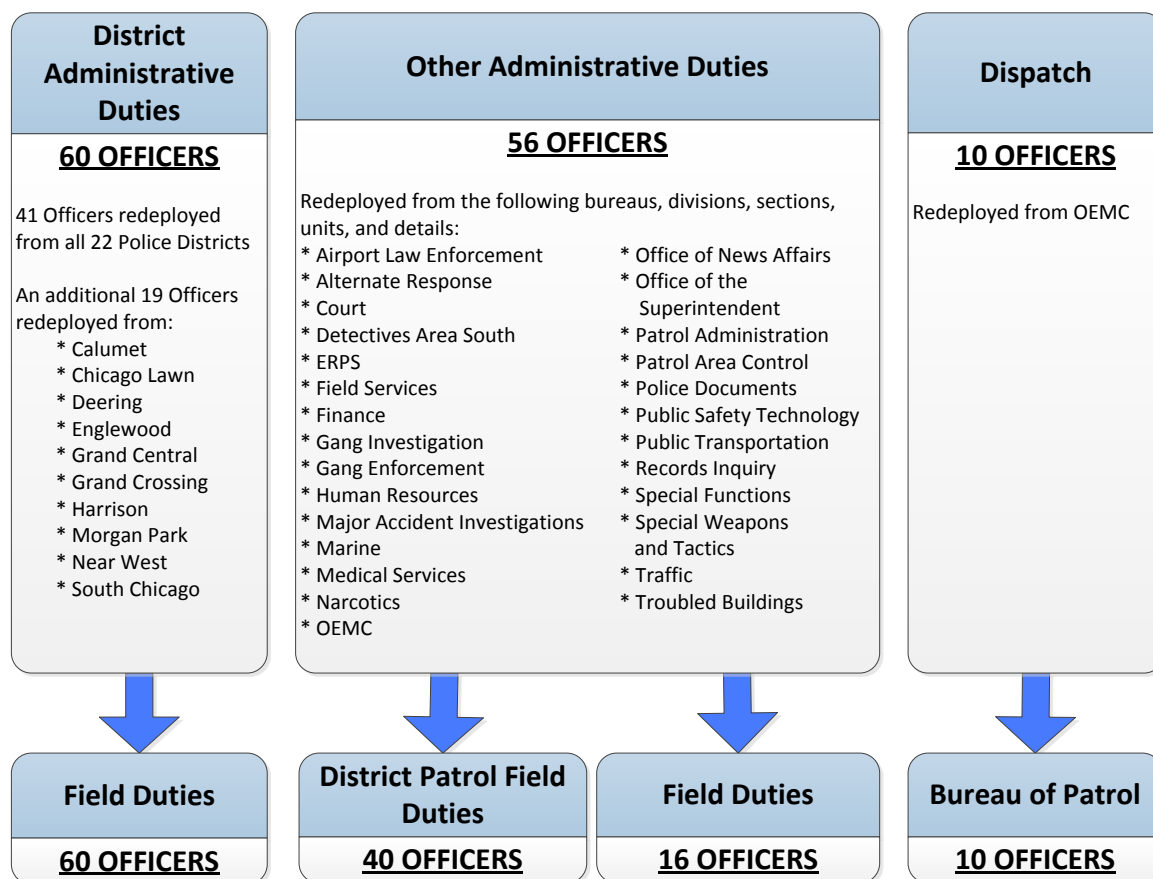 District
Administrative
Duties
60 OFFICERS
41 Officers redeployed
from all 22 Police Districts
An additional 19 Officers
redeployed from:
* Calumet
* Chicago Lawn
* Deering
* Englewood
* Grand Central
* Grand Crossing
* Harrison
* Morgan Park
* Near West
* South Chicago
Other Administrative Duties
56 OFFICERS
Redeployed from the following bureaus, divisions, sections,
units, and details:
* Airport Law Enforcement
* Alternate Response
* Court
* Detectives Area South
* ERPS
* Field Services
* Finance
* Gang Investigation
* Gang Enforcement
* Human Resources
* Major Accident Investigations
* Marine
* Medical Services
* Narcotics
* OEMC
* Office of News Affairs
* Office of the
Superintendent
* Patrol Administration
* Patrol Area Control
* Police Documents
* Public Safety Technology
* Public Transportation
* Records Inquiry
* Special Functions
* Special Weapons
and Tactics
* Traffic
* Troubled Buildings
Dispatch
10 OFFICERS
Redeployed from OEMC
Field Duties
60 OFFICERS
District Patrol Field
Duties
40 OFFICERS
Field Duties
16 OFFICERS
Bureau of Patrol
10 OFFICERS